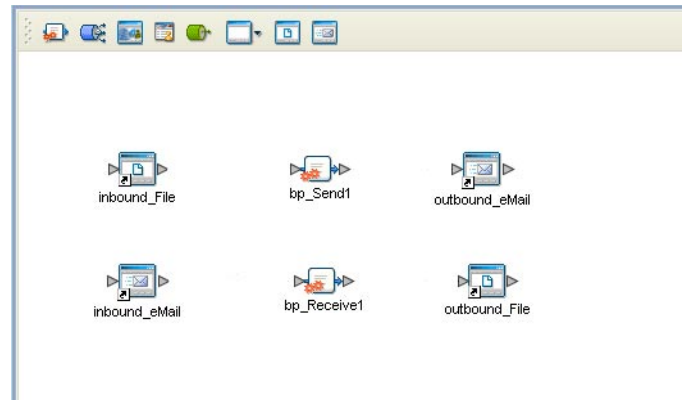 inbound_File
bp_Send1
outbound_eMail
inbound_eMail
bp_Receive1
outbound_File